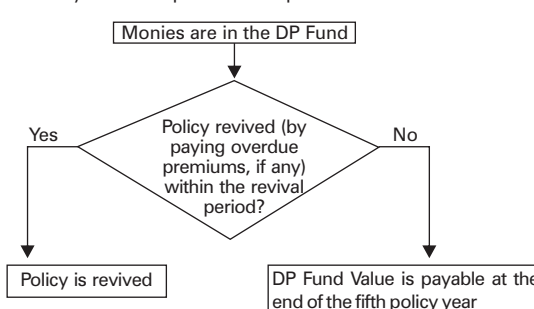 Monies are in the DP Fund
Yes
Policy revived (by
paying overdue
premiums, if any)
within the revival
period?
No
Policy is revived
DP Fund Value is payable at the
end of the fifth policy year